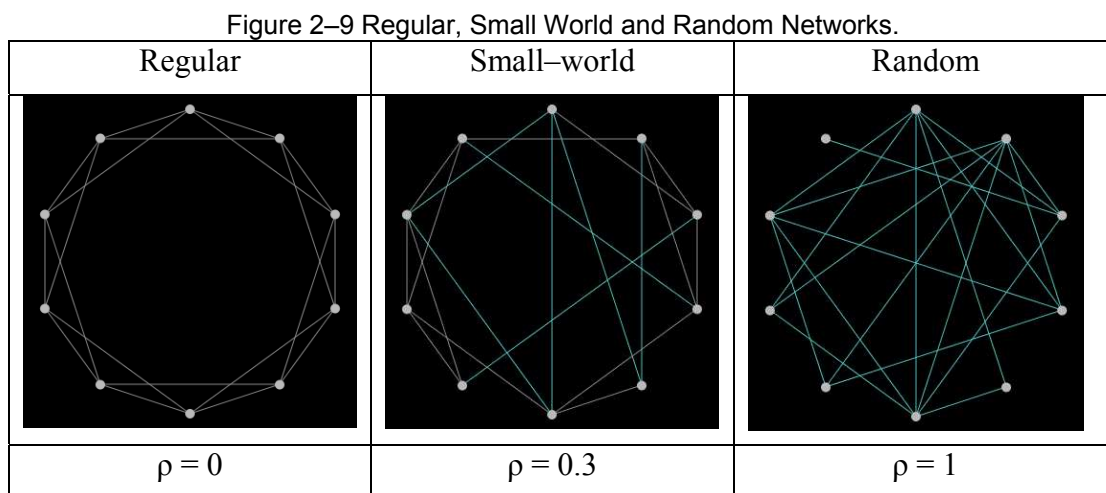 Figure 2–9 Regular, Small World and Random Networks.
Regular Small–world Random
ρ = 0 ρ = 0.3 ρ = 1